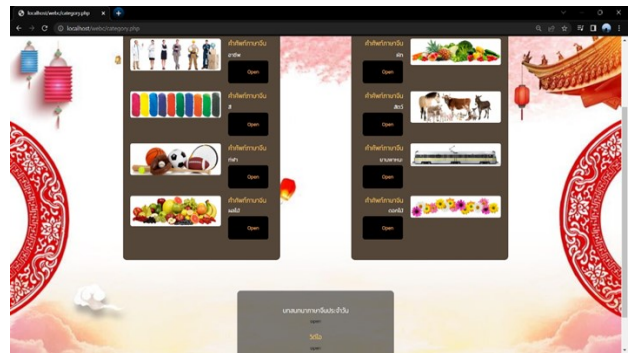 localhost/webc/category.php
localhost/webc/category.php
คำศัพท์ภาษาจีน
อาชีพ
Open
คำศัพท์ภาษาจีน
สี
Open
คำศัพท์ภาษาจีน
กีฬา
Open
คำศัพท์ภาษาจีน
ผลไม้
Open
คำศัพท์ภาษาจีน
ผัก
Open
คำศัพท์ภาษาจีน
สัตว์
Open
คำศัพท์ภาษาจีน
ยานพาหนะ
Open
คำศัพท์ภาษาจีน
ดอกไม้
Open
บทสนทนาภาษาจีนประจำวัน
open
วิดีโอ
open